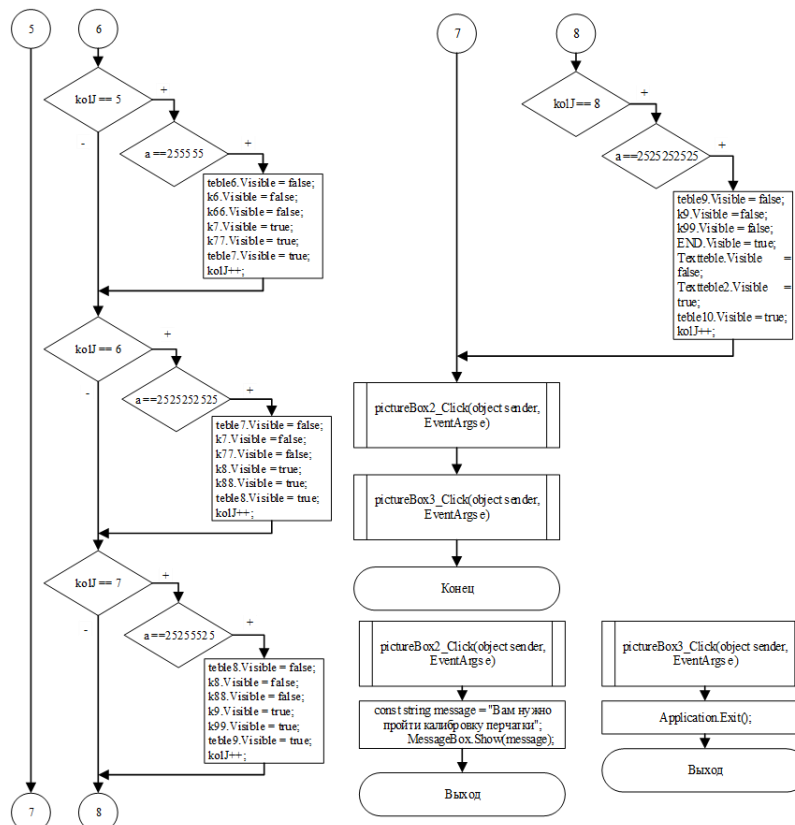 5
6
kolJ == 5
+
-
a ==255555
+
teble6.Visible = false;
k6.Visible = false;
k66.Visible = false;
k7.Visible = true;
k77.Visible = true;
teble7.Visible = true;
kolJ++;
kolJ == 6
+
-
a ==2525252525
+
teble7.Visible = false;
k7.Visible = false;
k77.Visible = false;
k8.Visible = true;
k88.Visible = true;
teble8.Visible = true;
kolJ++;
kolJ == 7
+
-
a ==25255525
+
teble8.Visible = false;
k8.Visible = false;
k88.Visible = false;
k9.Visible = true;
k99.Visible = true;
teble9.Visible = true;
kolJ++;
7
8
7
8
kolJ == 8
+
a ==2525252525
+
teble9.Visible = false;
k9.Visible = false;
k99.Visible = false;
END.Visible = true;
Textteble.Visible =
false;
Textteble2.Visible =
true;
teble10.Visible = true;
kolJ++;
pictureBox2_Click(object sender,
EventArgs e)
pictureBox3_Click(object sender,
EventArgs e)
Конец
pictureBox2_Click(object sender,
EventArgs e)
const string message = "Вам нужно
пройти калибровку перчатки";
MessageBox.Show(message);
Выход
pictureBox3_Click(object sender,
EventArgs e)
Application.Exit();
Выход